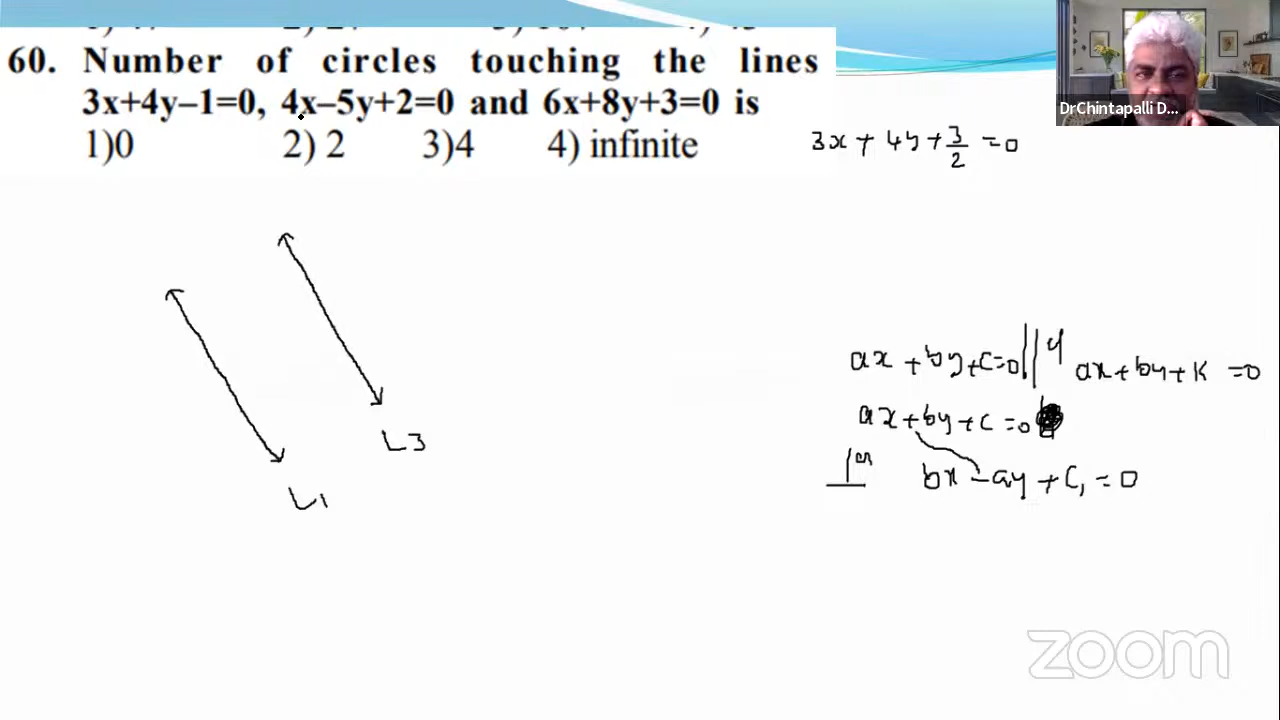 60. Number of circles touching the lines
3x+4y–1=0, 4x–5y+2=0 and 6x+8y+3=0 is
1)0 2) 2 3)4 4) infinite
DrChintapalli D...
3x + 4y + 3/2 = 0
L3
L1
ax + by + c = 0 || ax + by + k = 0
ax + by + c = 0
bx - ay + c₁ = 0
zoom